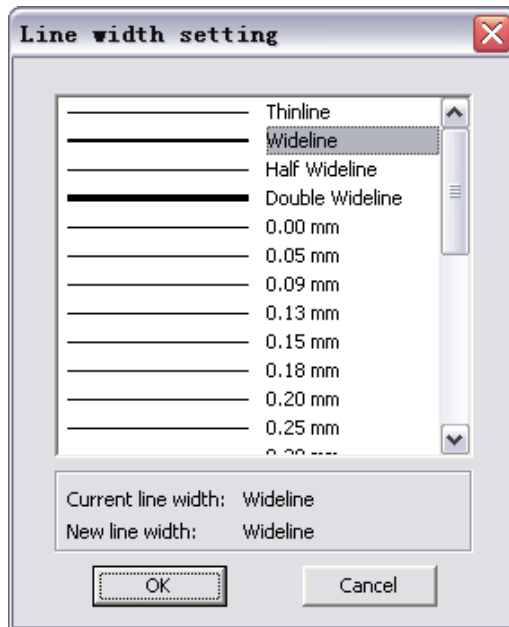 Line width setting
Thinline
Wideline
Half Wideline
Double Wideline
0.00 mm
0.05 mm
0.09 mm
0.13 mm
0.15 mm
0.18 mm
0.20 mm
0.25 mm
Current line width: Wideline
New line width: Wideline
OK Cancel